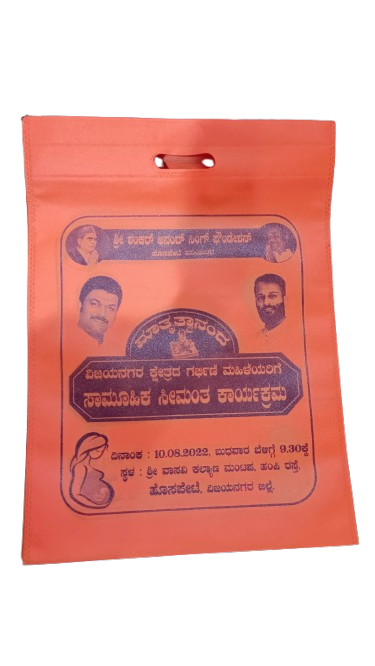 ಶ್ರೀ ಶಂಕರ್ ಆನಂದ್ ಸಿಂಗ್ ಫೌಂಡೇಶನ್
ಹೊಸಪೇಟೆ
ಮಾತೃತ್ವಾನಂದ
ವಿಜಯನಗರ ಕ್ಷೇತ್ರದ ಗರ್ಭಿಣಿ ಮಹಿಳೆಯರಿಗೆ
ಸಾಮೂಹಿಕ ಸೀಮಂತ ಕಾರ್ಯಕ್ರಮ
ದಿನಾಂಕ : 10.08.2022, ಬುಧವಾರ ಬೆಳಿಗ್ಗೆ 9.30ಕ್ಕೆ
ಸ್ಥಳ : ಶ್ರೀ ವಾಸವಿ ಕಲ್ಯಾಣ ಮಂಟಪ, ಹಂಪಿ ರಸ್ತೆ,
ಹೊಸಪೇಟೆ, ವಿಜಯನಗರ ಜಿಲ್ಲೆ.